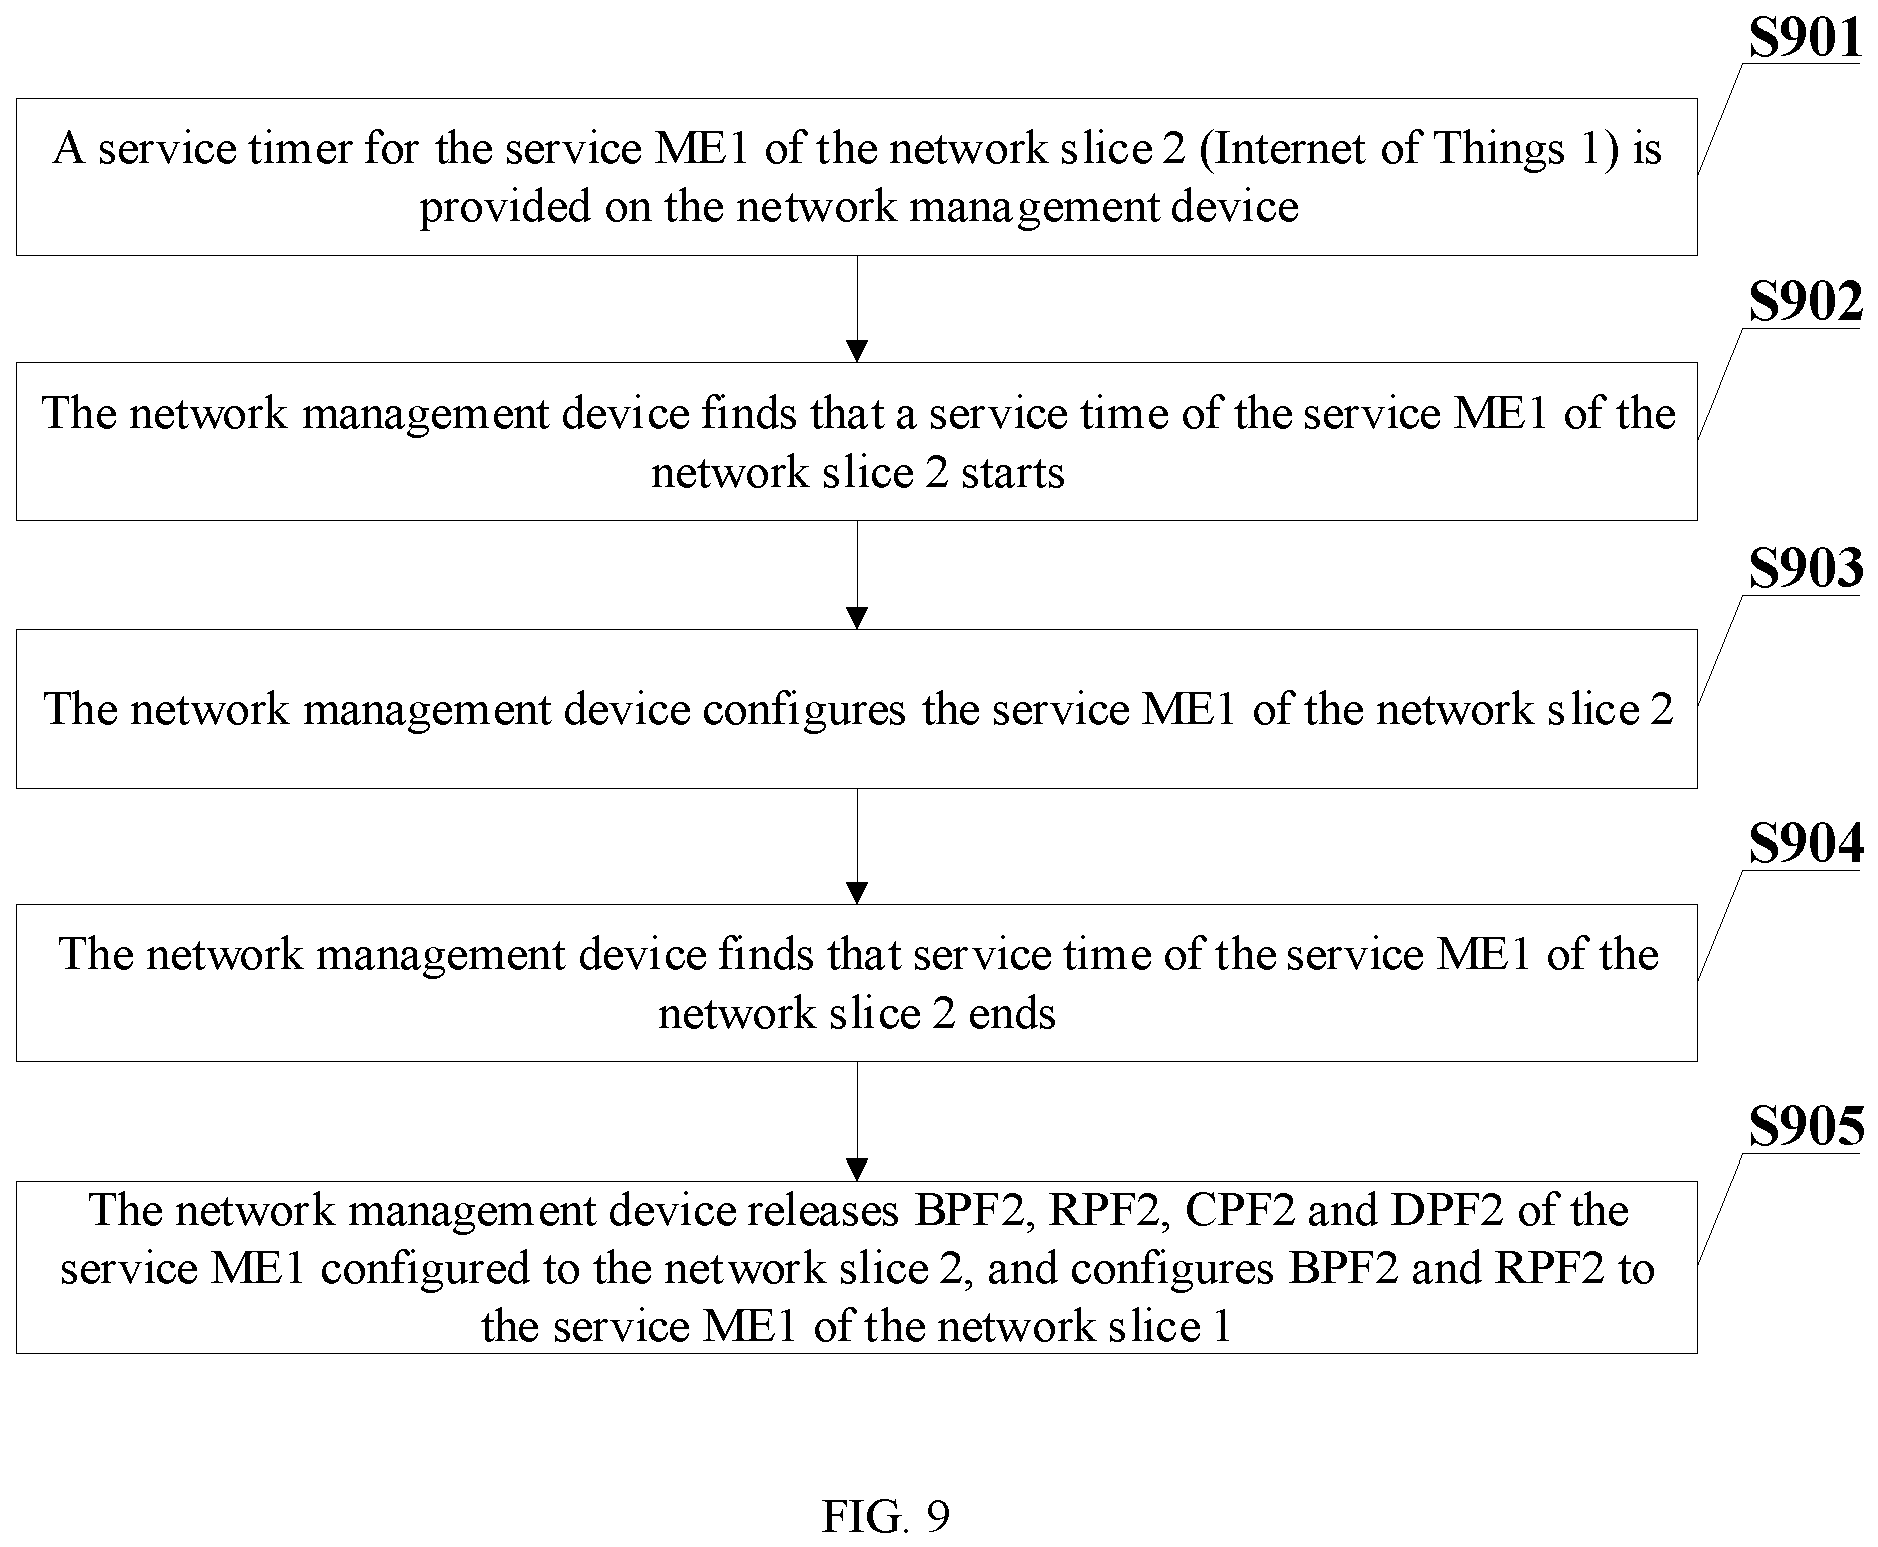 S901
A service timer for the service ME1 of the network slice 2 (Internet of Things 1) is
provided on the network management device
S902
The network management device finds that a service time of the service ME1 of the
network slice 2 starts
S903
The network management device configures the service ME1 of the network slice 2
S904
The network management device finds that service time of the service ME1 of the
network slice 2 ends
S905
The network management device releases BPF2, RPF2, CPF2 and DPF2 of the
service ME1 configured to the network slice 2, and configures BPF2 and RPF2 to
the service ME1 of the network slice 1
FIG. 9